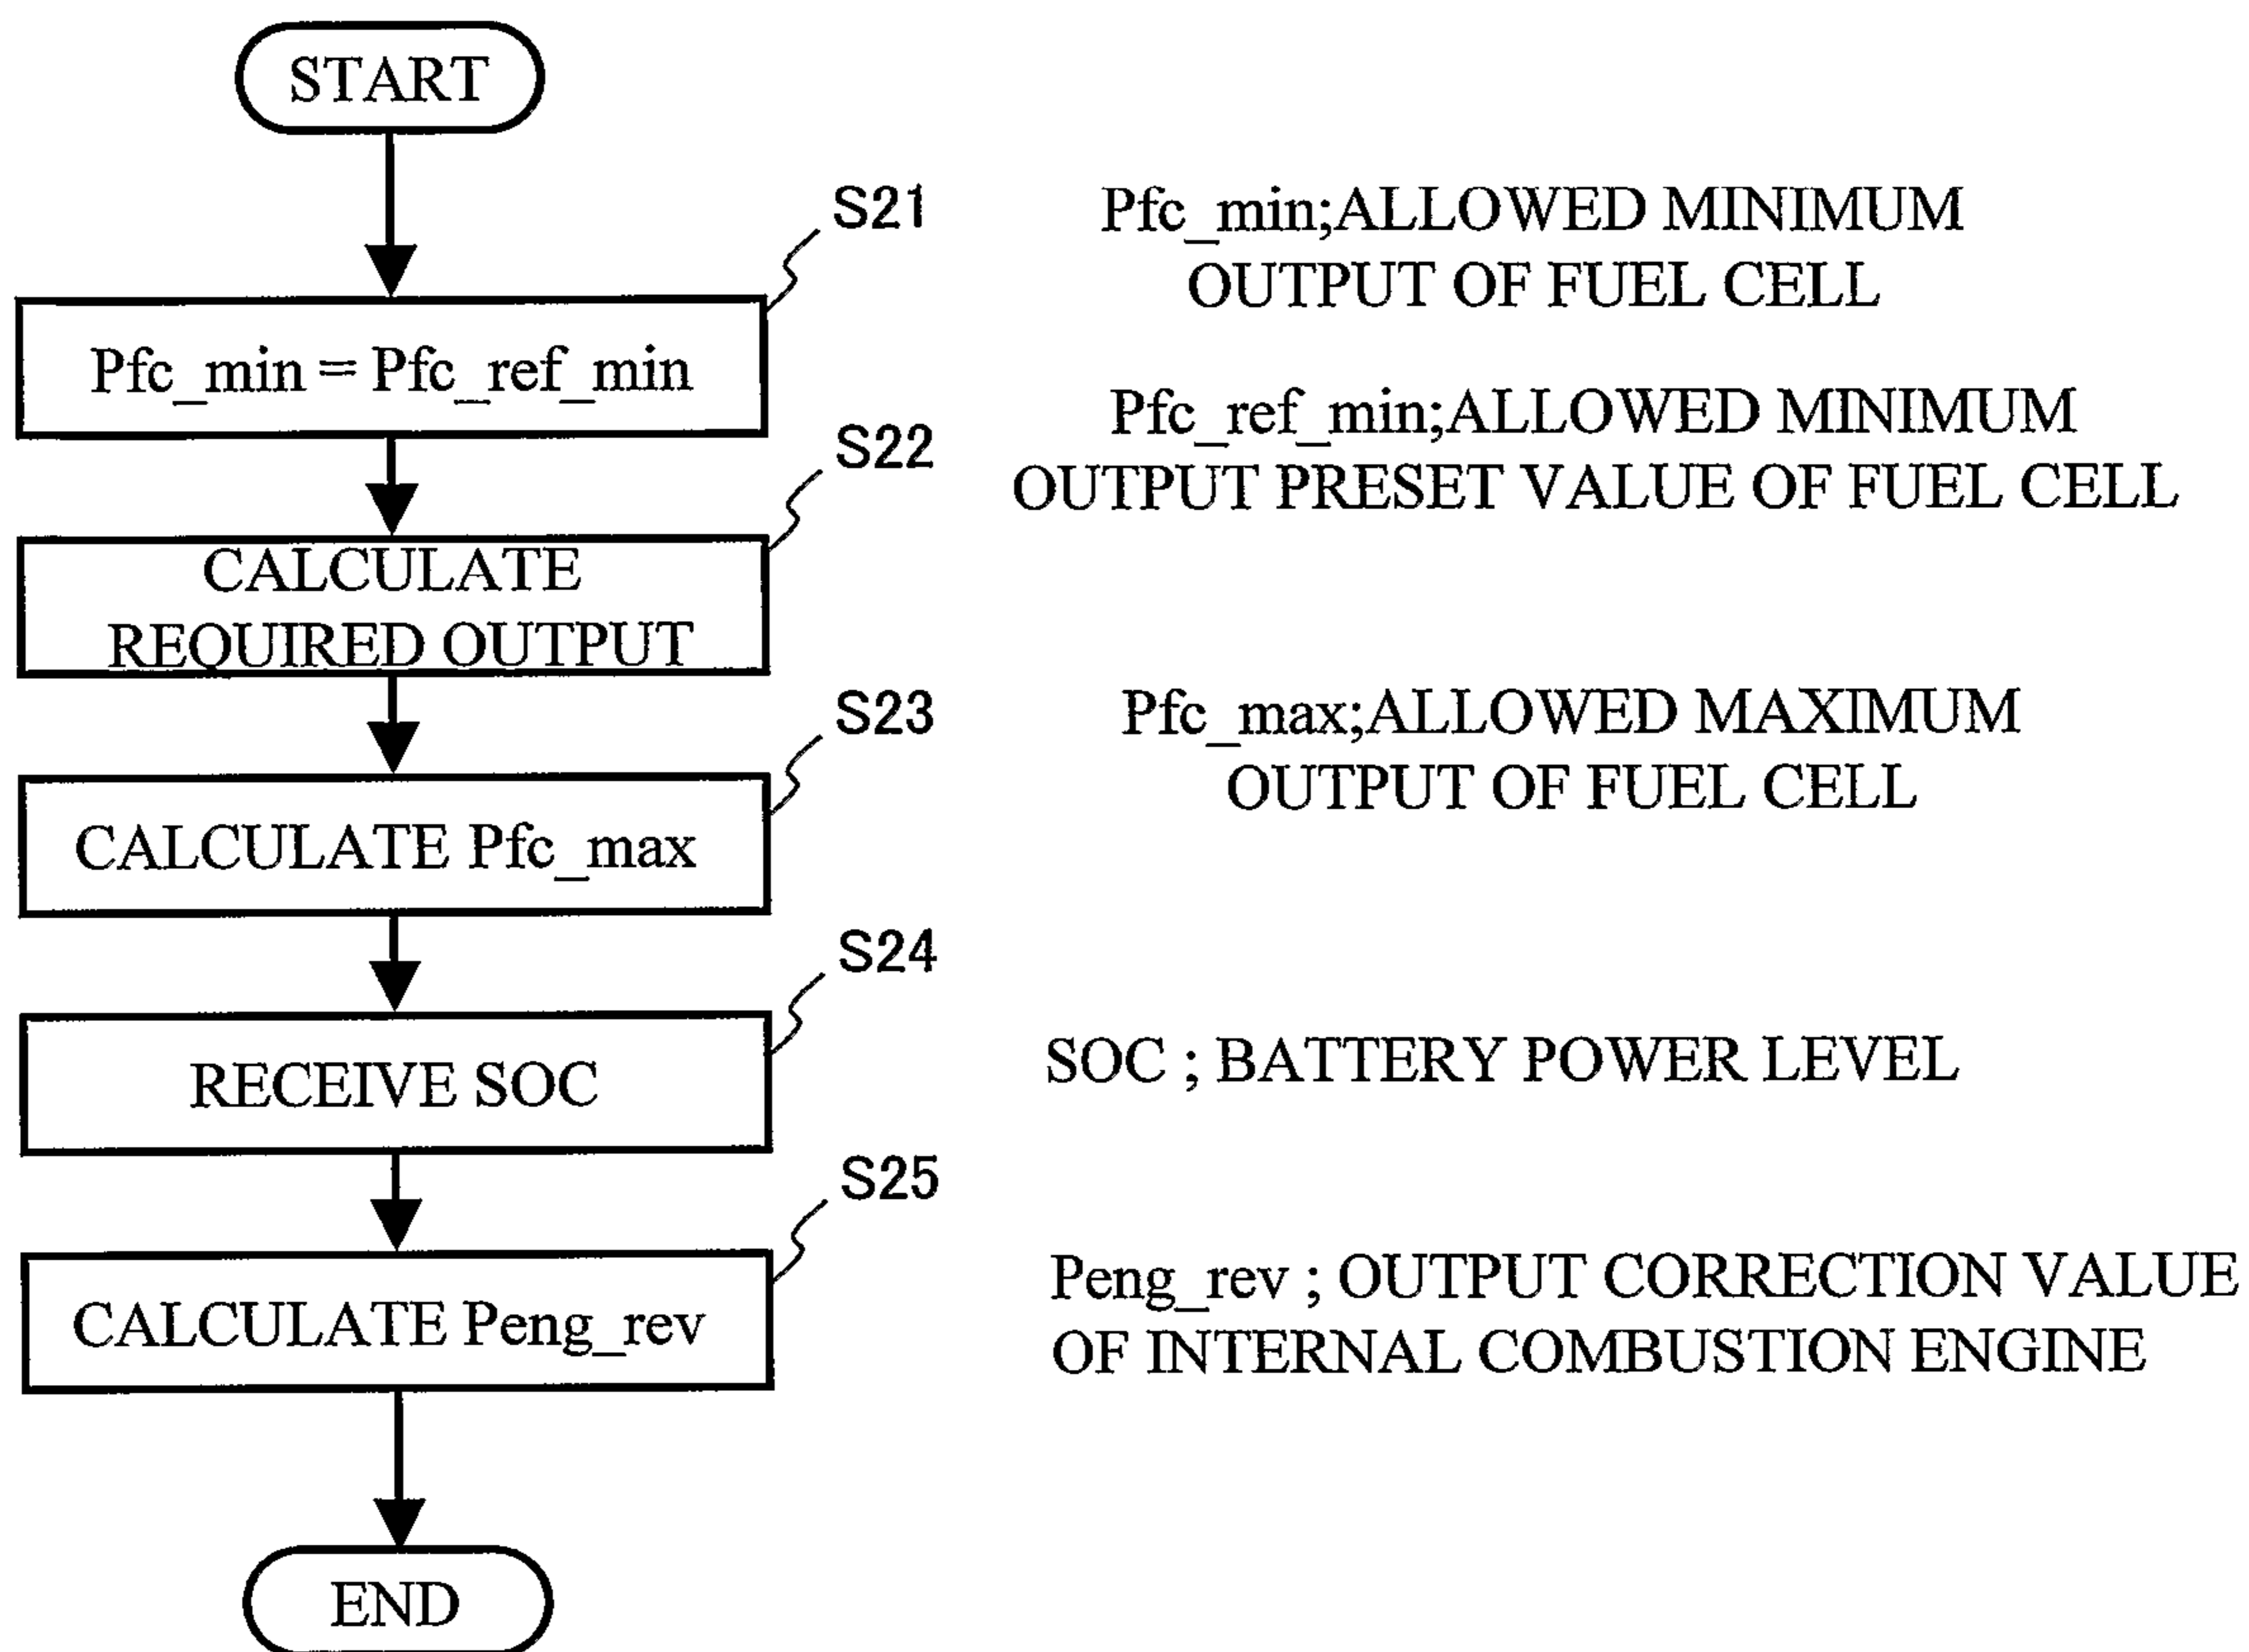 START
S21
Pfc_min;ALLOWED MINIMUM
OUTPUT OF FUEL CELL
Pfc_min = Pfc_ref_min
Pfc_ref_min;ALLOWED MINIMUM
OUTPUT PRESET VALUE OF FUEL CELL
S22
CALCULATE
REQUIRED OUTPUT
S23
Pfc_max;ALLOWED MAXIMUM
OUTPUT OF FUEL CELL
CALCULATE Pfc_max
S24
RECEIVE SOC
SOC ; BATTERY POWER LEVEL
S25
CALCULATE Peng_rev
Peng_rev ; OUTPUT CORRECTION VALUE
OF INTERNAL COMBUSTION ENGINE
END